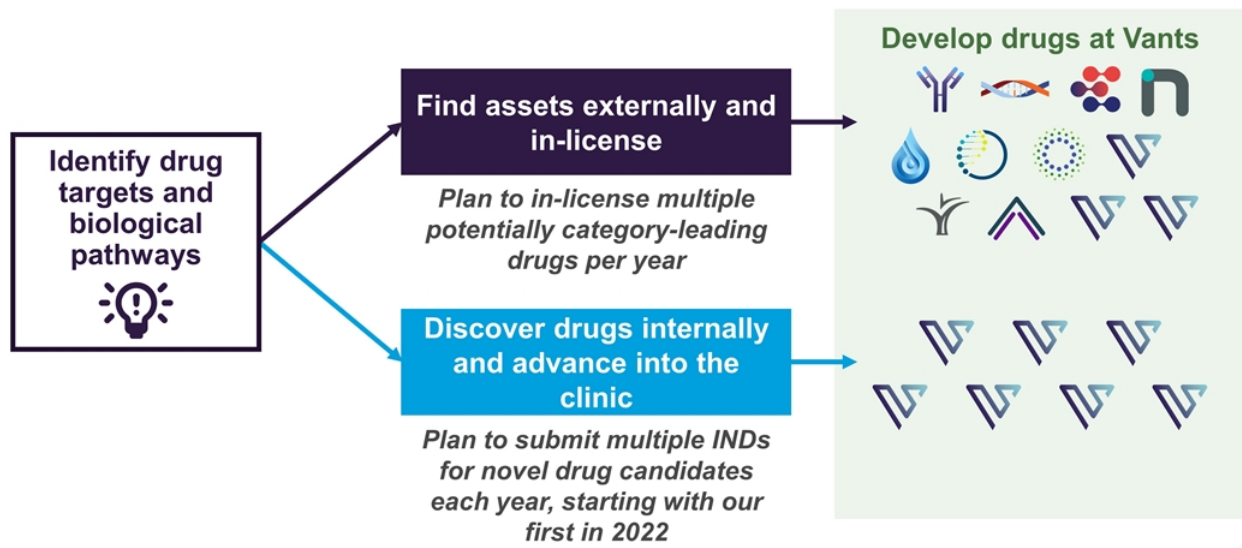 Identify drug
targets and
biological
pathways
Find assets externally and
in-license
Plan to in-license multiple
potentially category-leading
drugs per year
Discover drugs internally
and advance into the
clinic
Plan to submit multiple INDs
for novel drug candidates
each year, starting with our
first in 2022
Develop drugs at Vants